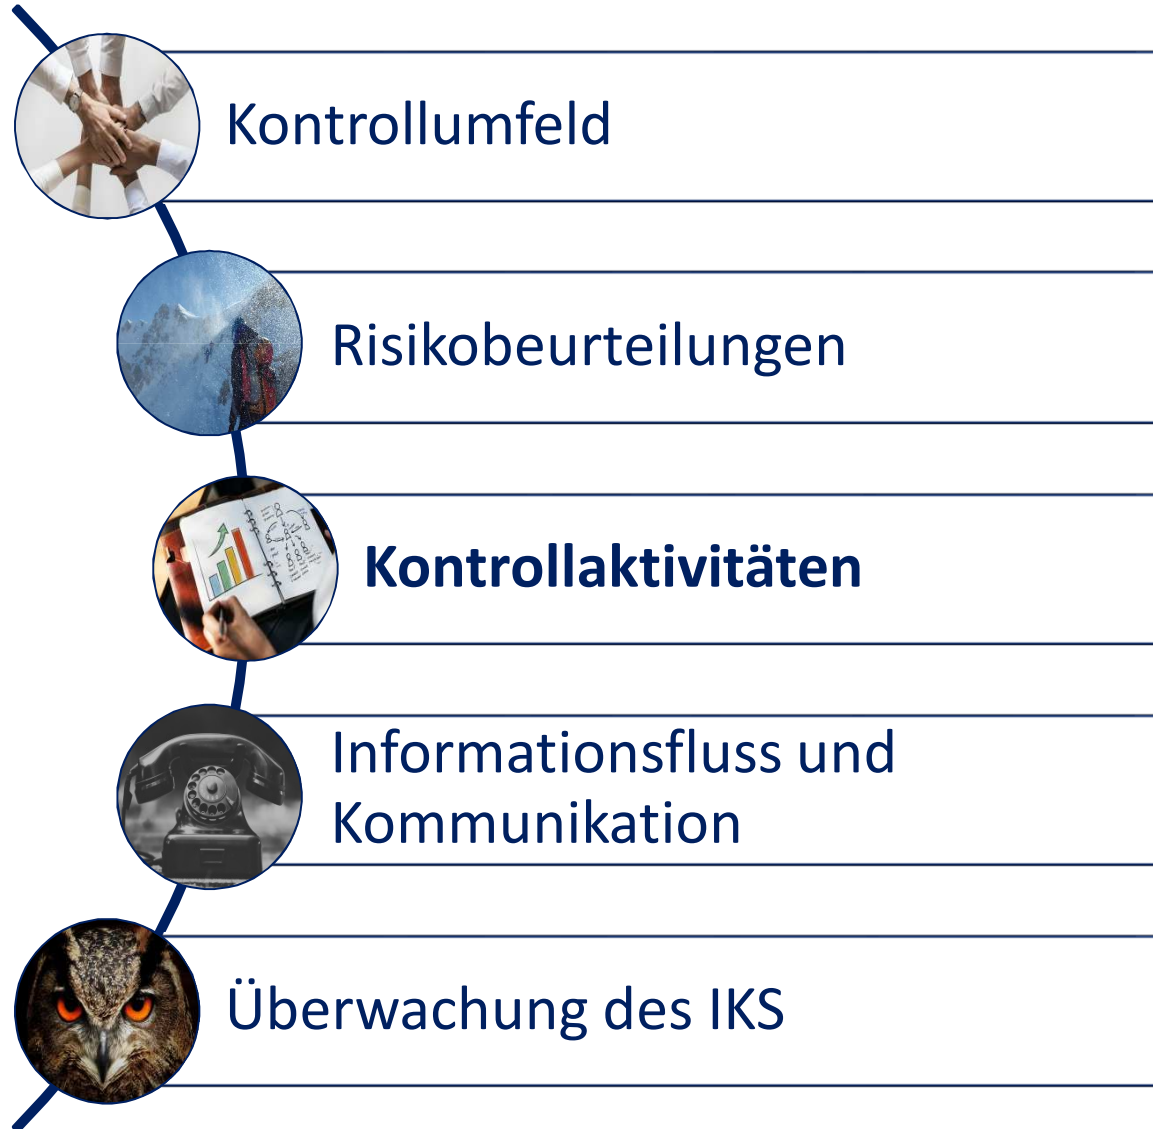 Kontrollumfeld
Risikobeurteilungen
Kontrollaktivitäten
Informationsfluss und
Kommunikation
Überwachung des IKS